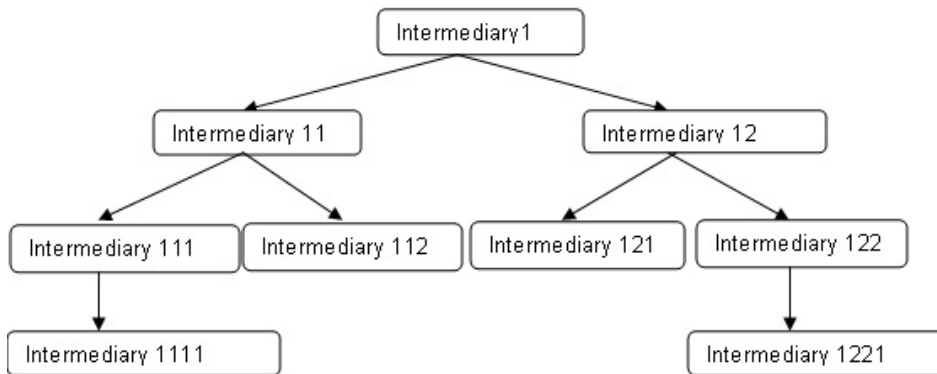 Intermediary1
Intermediary 11
Intermediary 12
Intermediary 111
Intermediary 112
Intermediary 121
Intermediary 122
Intermediary 1111
Intermediary 1221